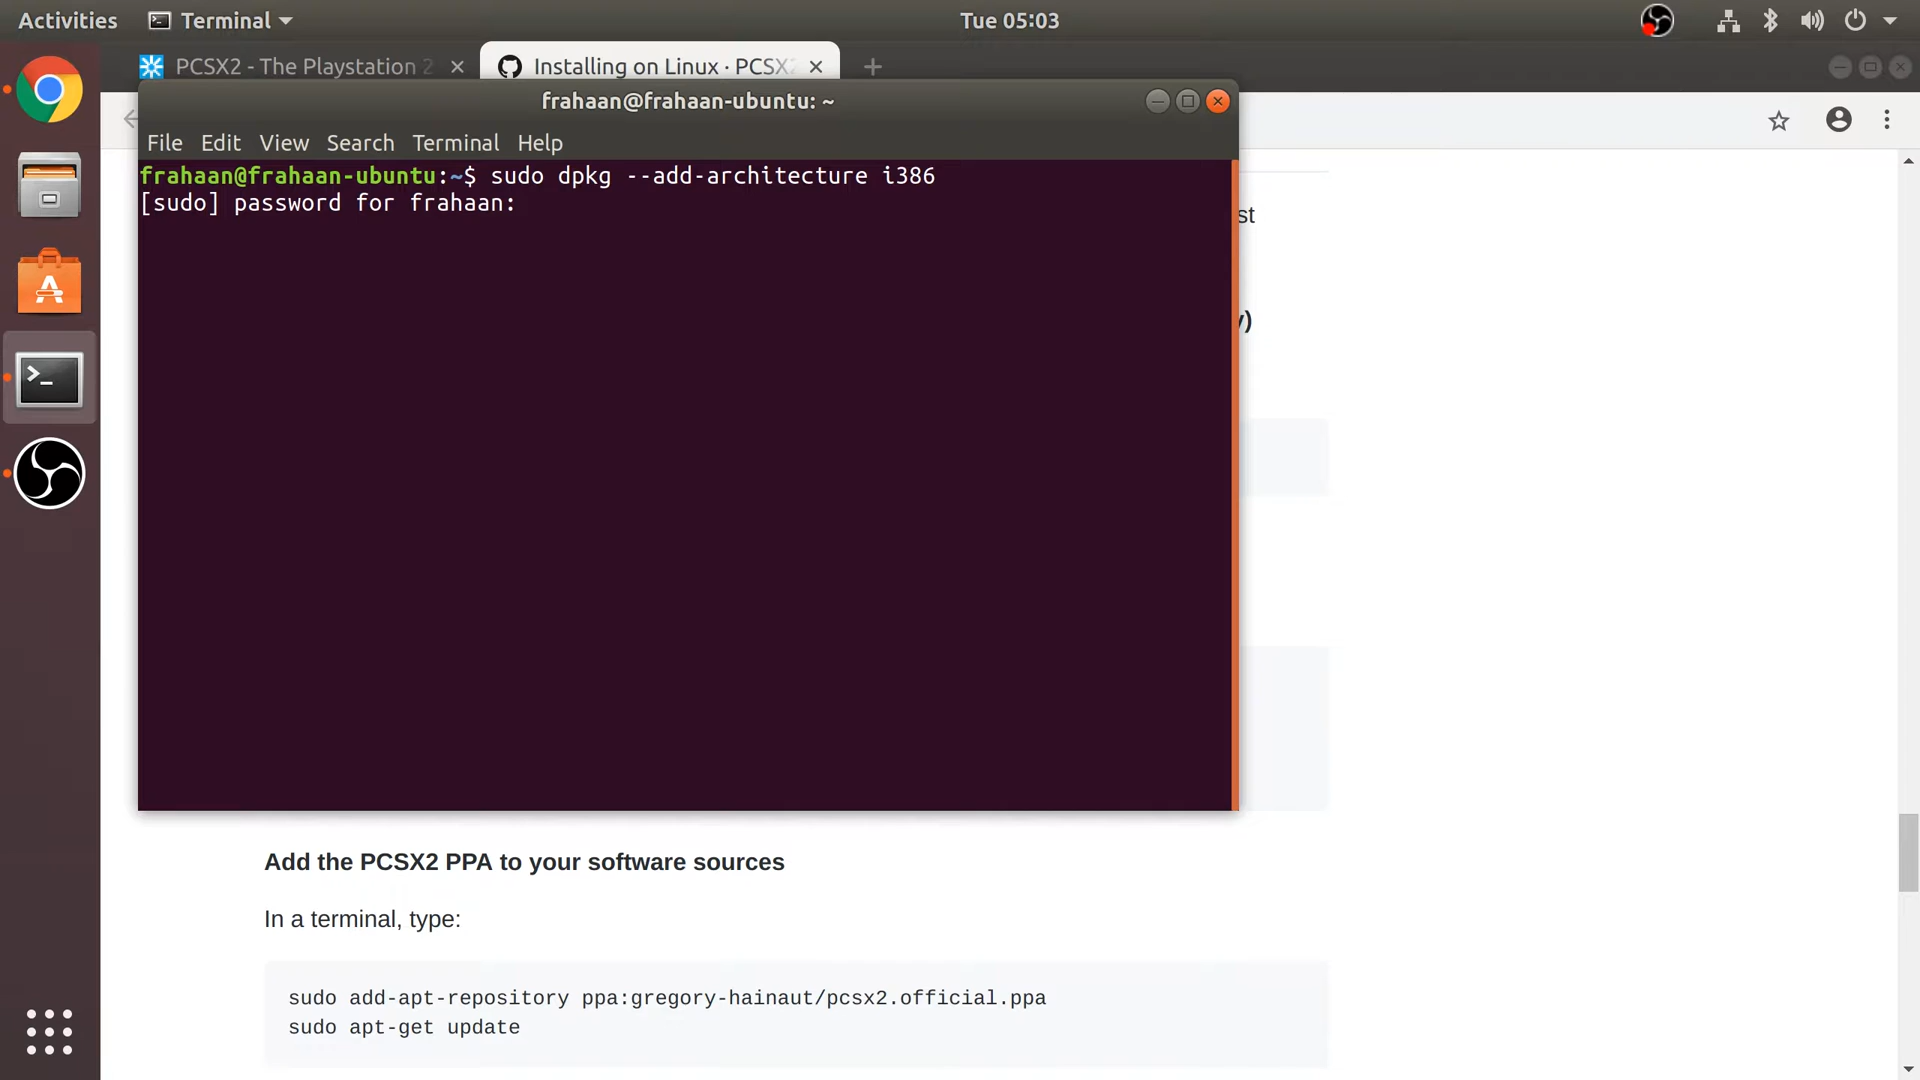 Activities
Terminal
Tue 05:03
PCSX2 - The Playstation 2
Installing on Linux · PCSX2
frahaan@frahaan-ubuntu: ~
File Edit View Search Terminal Help
frahaan@frahaan-ubuntu:~$ sudo dpkg --add-architecture i386
[sudo] password for frahaan:
st
y)
Add the PCSX2 PPA to your software sources
In a terminal, type:
sudo add-apt-repository ppa:gregory-hainaut/pcsx2.official.ppa
sudo apt-get update